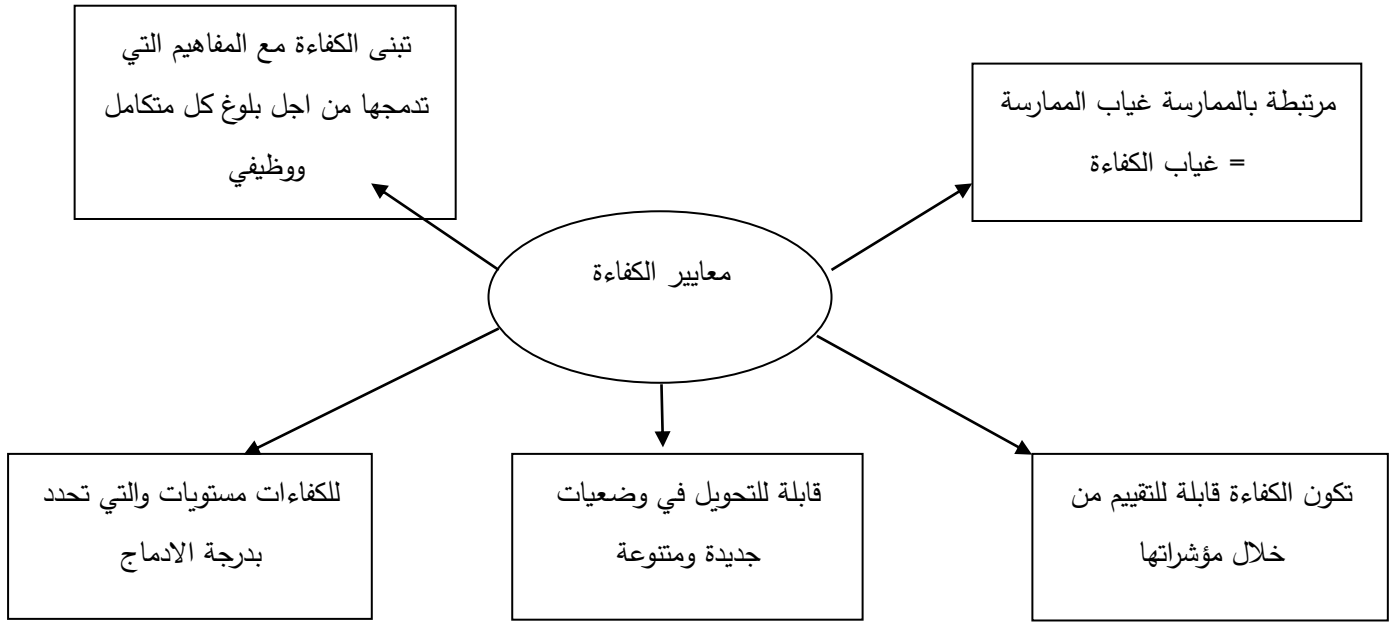 تبنى الكفاءة مع المفاهيم التي
تدمجها من اجل بلوغ كل متكامل
ووظيفي
مرتبطة بالممارسة غياب الممارسة
= غياب الكفاءة
معايير الكفاءة
للكفاءات مستويات والتي تحدد
بدرجة الادماج
قابلة للتحويل في وضعيات
جديدة ومتنوعة
تكون الكفاءة قابلة للتقييم من
خلال مؤشراتها